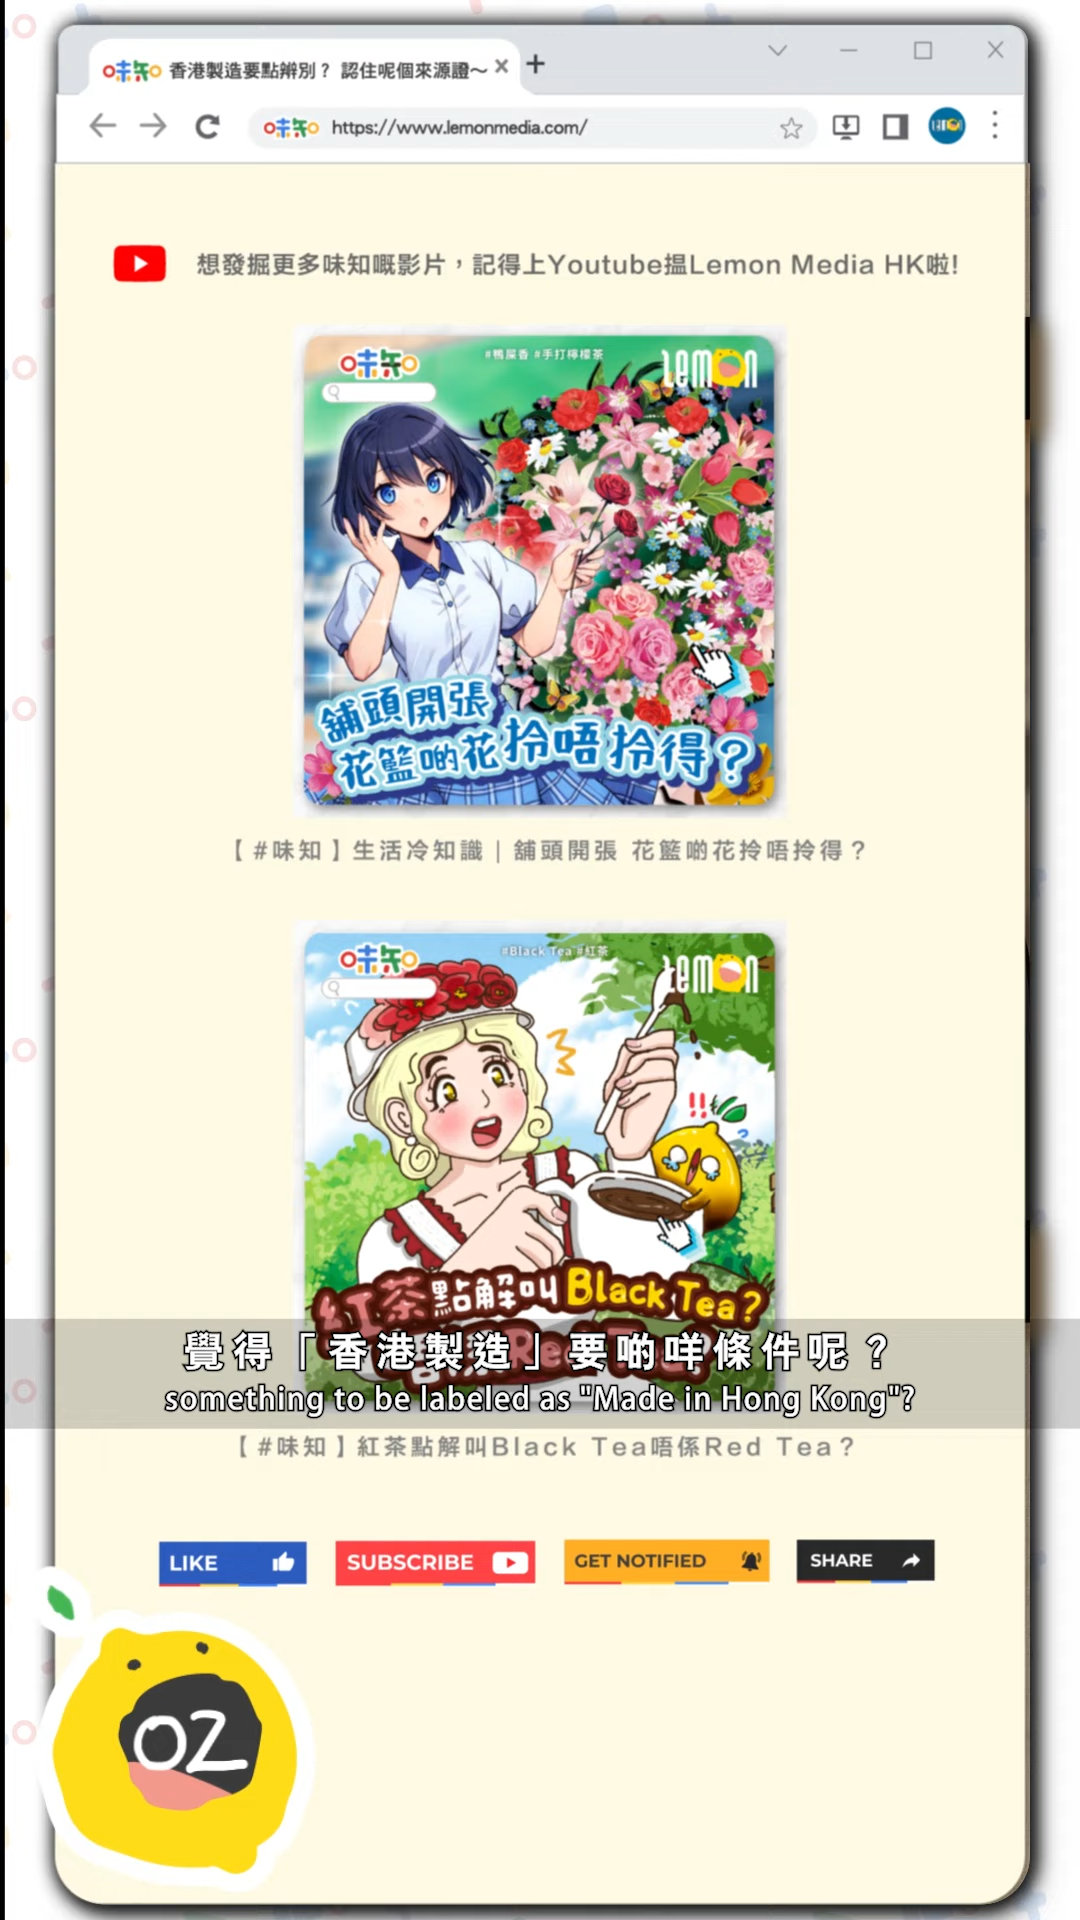 味知 香港製造要點辨別？ 認住呢個來源證～
味知 https://www.lemonmedia.com/
LEMON
想發掘更多味知嘅影片，記得上Youtube搵Lemon Media HK啦!
味知
#鴨屎香 #手打檸檬茶
LEMON
舖頭開張
花籃啲花拎唔拎得？
【 #味知 】生活冷知識 | 舖頭開張 花籃啲花拎唔拎得？
味知
#Black Tea #紅茶
LEMON
!!
?
紅茶點解叫Black Tea?
Red Tea?
覺得「香港製造」要啲咩條件呢？
something to be labeled as "Made in Hong Kong"?
【 #味知 】紅茶點解叫Black Tea唔係Red Tea？
LIKE
SUBSCRIBE
GET NOTIFIED
SHARE
02